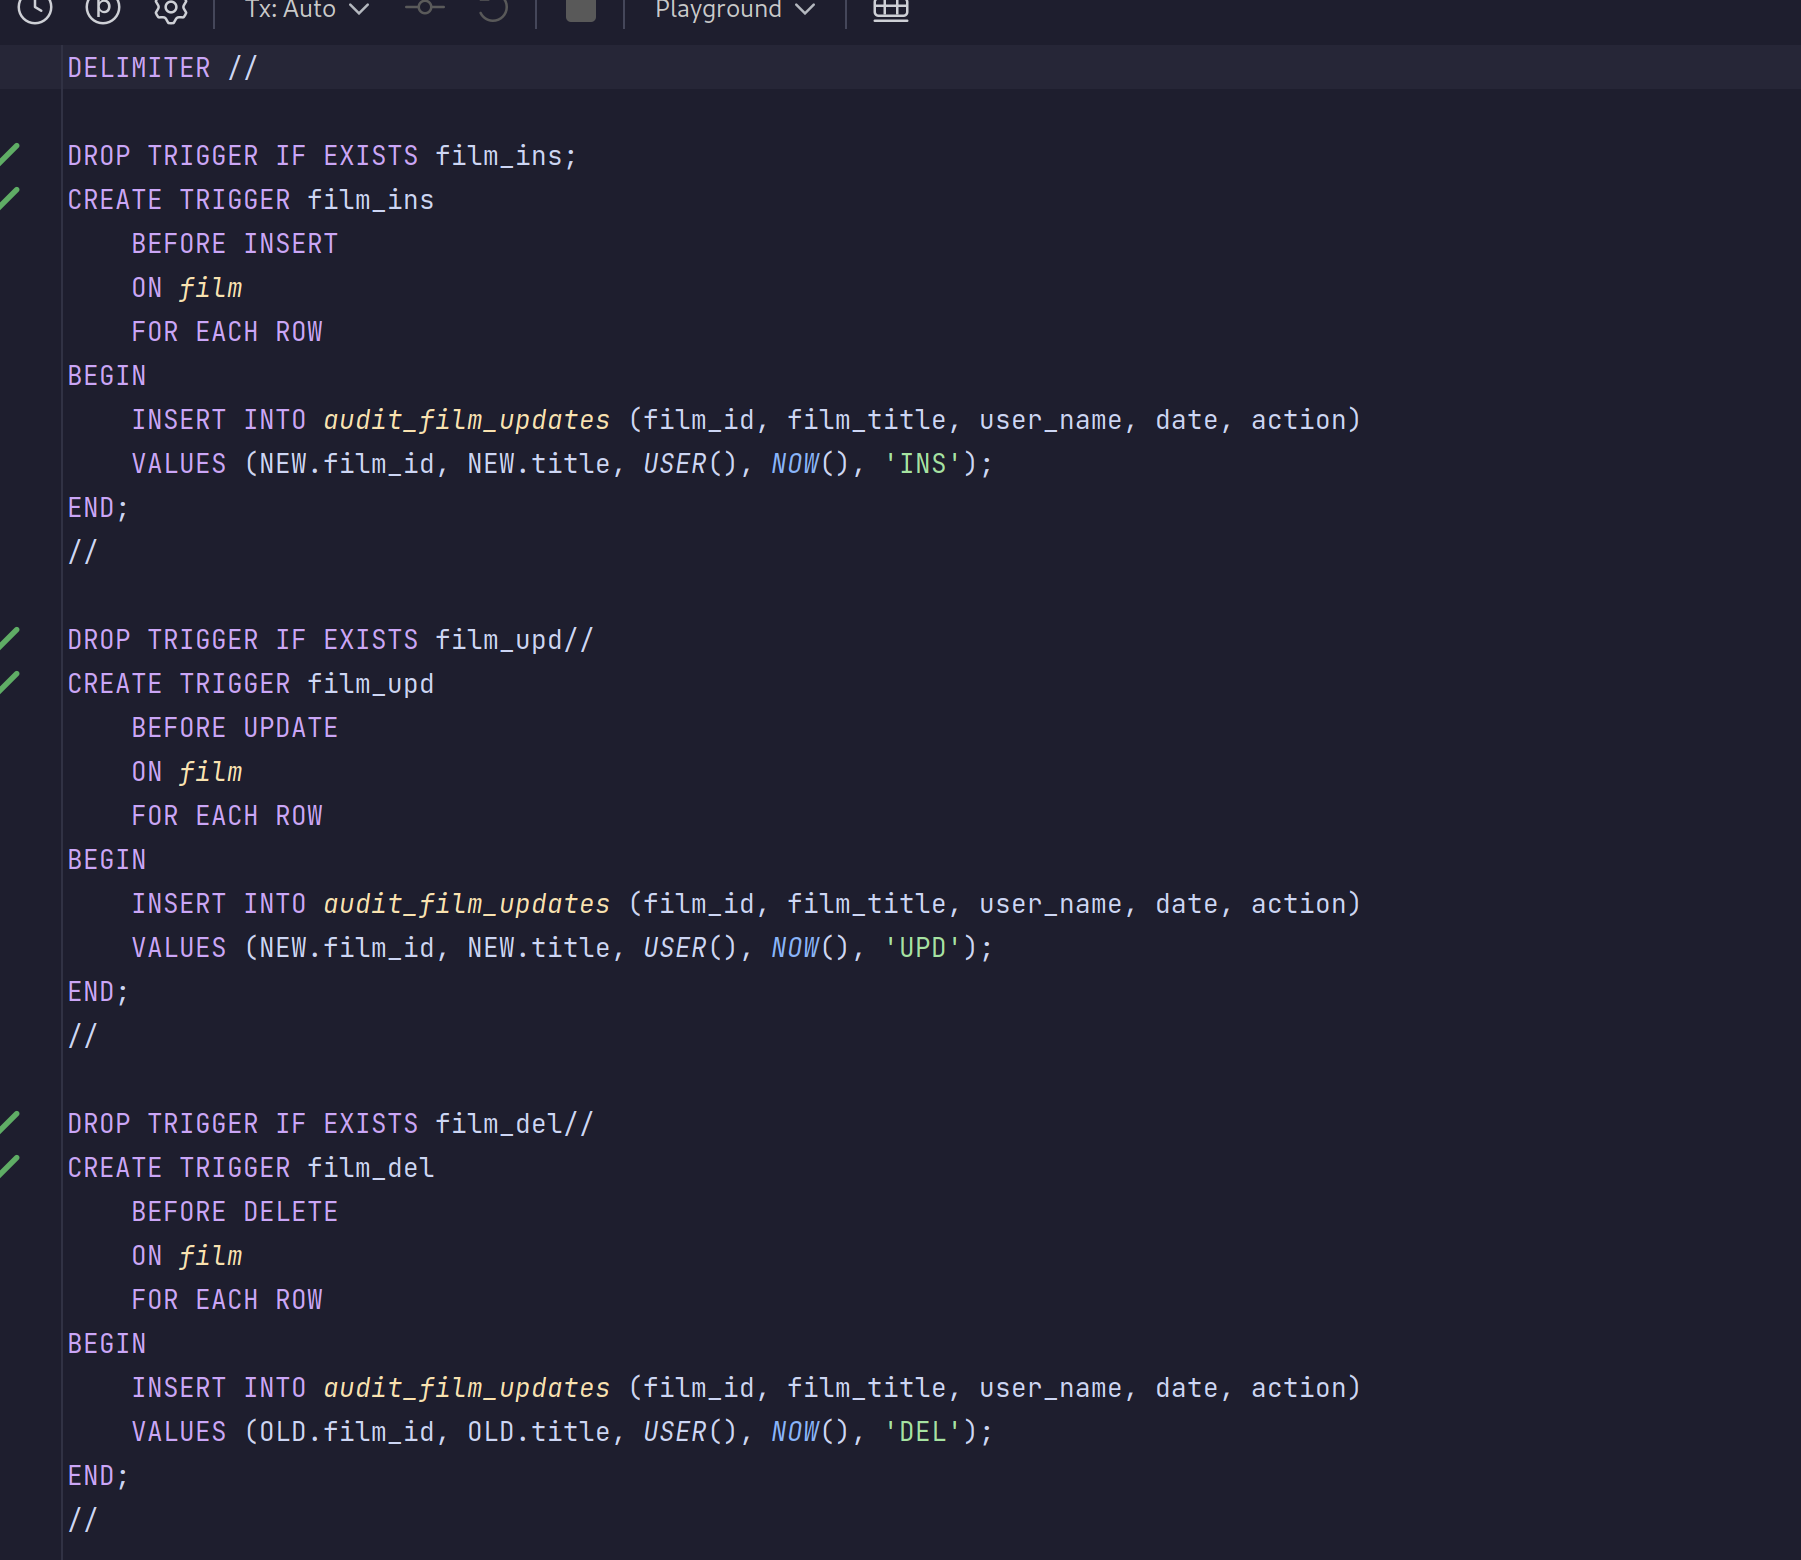 Tx: Auto Playground
DELIMITER //
DROP TRIGGER IF EXISTS film_ins;
CREATE TRIGGER film_ins
    BEFORE INSERT
    ON film
    FOR EACH ROW
BEGIN
    INSERT INTO audit_film_updates (film_id, film_title, user_name, date, action)
    VALUES (NEW.film_id, NEW.title, USER(), NOW(), 'INS');
END;
//
DROP TRIGGER IF EXISTS film_upd//
CREATE TRIGGER film_upd
    BEFORE UPDATE
    ON film
    FOR EACH ROW
BEGIN
    INSERT INTO audit_film_updates (film_id, film_title, user_name, date, action)
    VALUES (NEW.film_id, NEW.title, USER(), NOW(), 'UPD');
END;
//
DROP TRIGGER IF EXISTS film_del//
CREATE TRIGGER film_del
    BEFORE DELETE
    ON film
    FOR EACH ROW
BEGIN
    INSERT INTO audit_film_updates (film_id, film_title, user_name, date, action)
    VALUES (OLD.film_id, OLD.title, USER(), NOW(), 'DEL');
END;
//